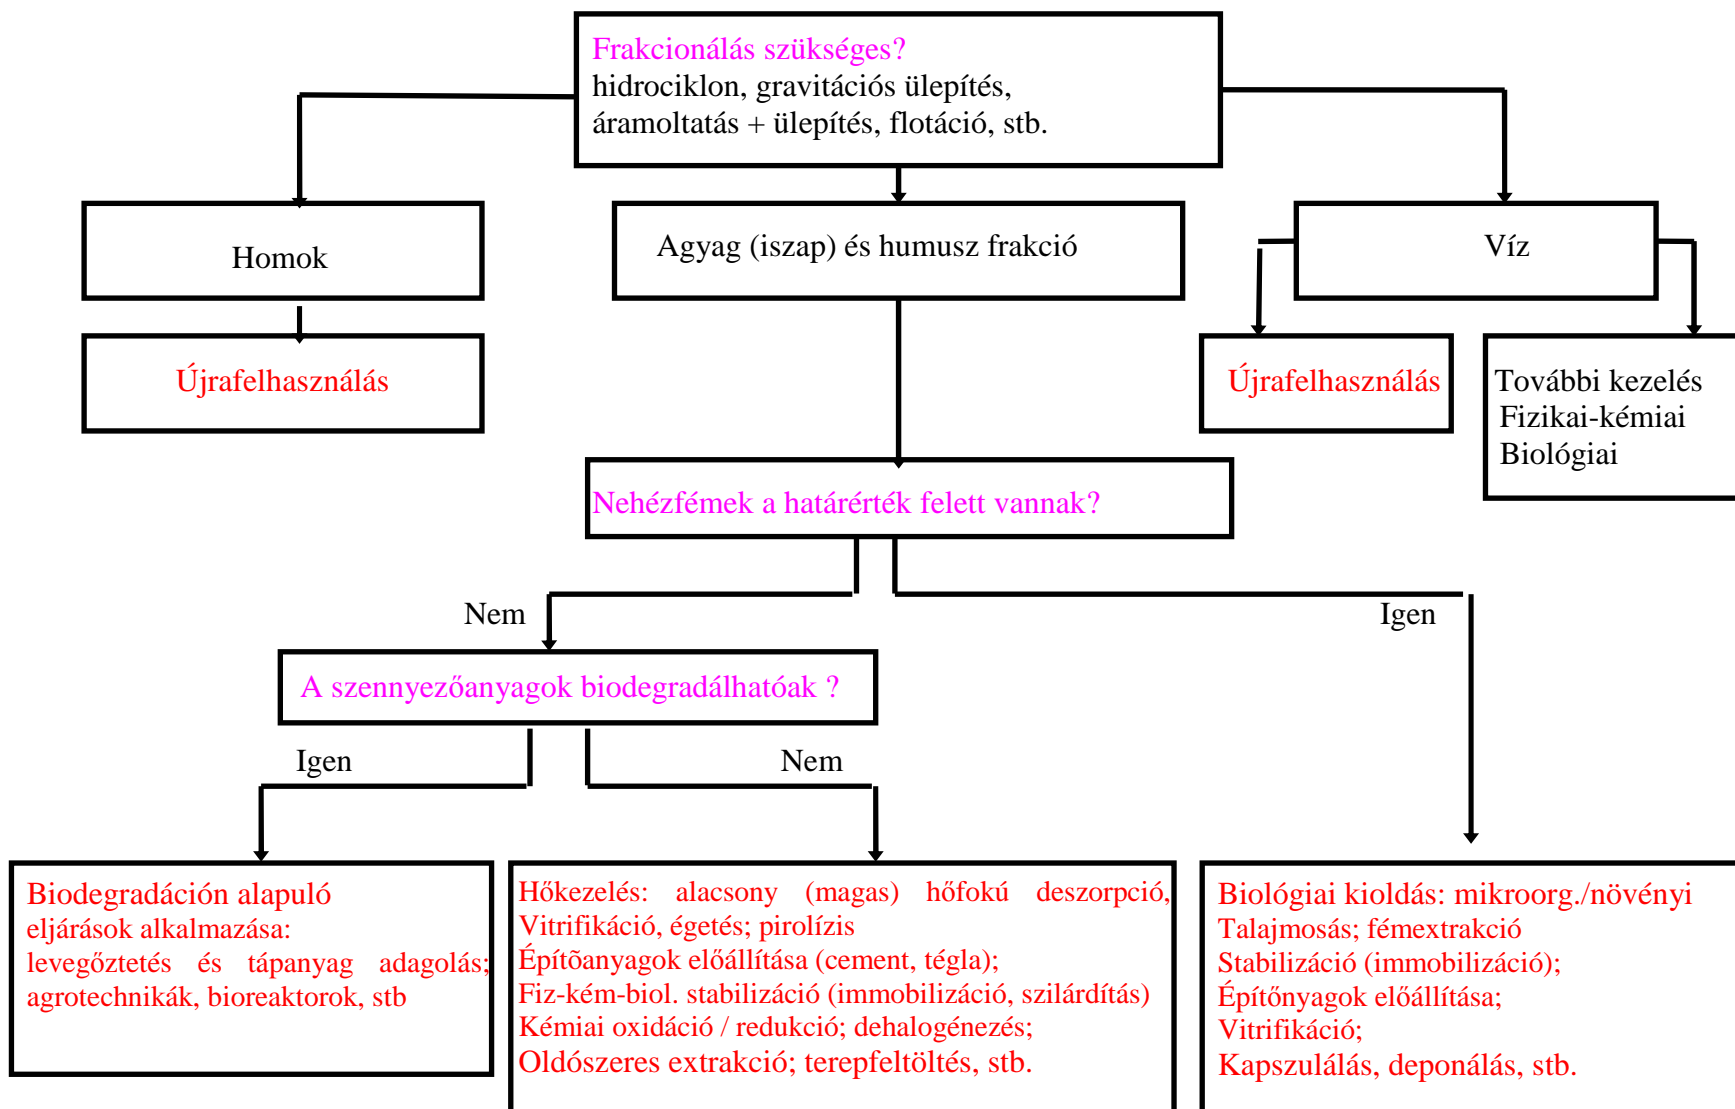 Frakcionálás szükséges?
hidrociklon, gravitációs ülepítés,
áramoltatás + ülepítés, flotáció, stb.
Homok
Agyag (iszap) és humusz frakció
Víz
Újrafelhasználás
Újrafelhasználás
További kezelés
Fizikai-kémiai
Biológiai
Nehézfémek a határérték felett vannak?
Nem
Igen
A szennyezőanyagok biodegradálhatóak ?
Igen
Nem
Biodegradáción alapuló
eljárások alkalmazása:
levegőztetés és tápanyag adagolás;
agrotechnikák, bioreaktorok, stb
Hőkezelés: alacsony (magas) hőfokú deszorpció,
Vitrifikáció, égetés; pirolízis
Építõanyagok előállítása (cement, tégla);
Fiz-kém-biol. stabilizáció (immobilizáció, szilárdítás)
Kémiai oxidáció / redukció; dehalogénezés;
Oldószeres extrakció; terepfeltöltés, stb.
Biológiai kioldás: mikroorg./növényi
Talajmosás; fémextrakció
Stabilizáció (immobilizáció);
Építőnyagok előállítása;
Vitrifikáció;
Kapszulálás, deponálás, stb.